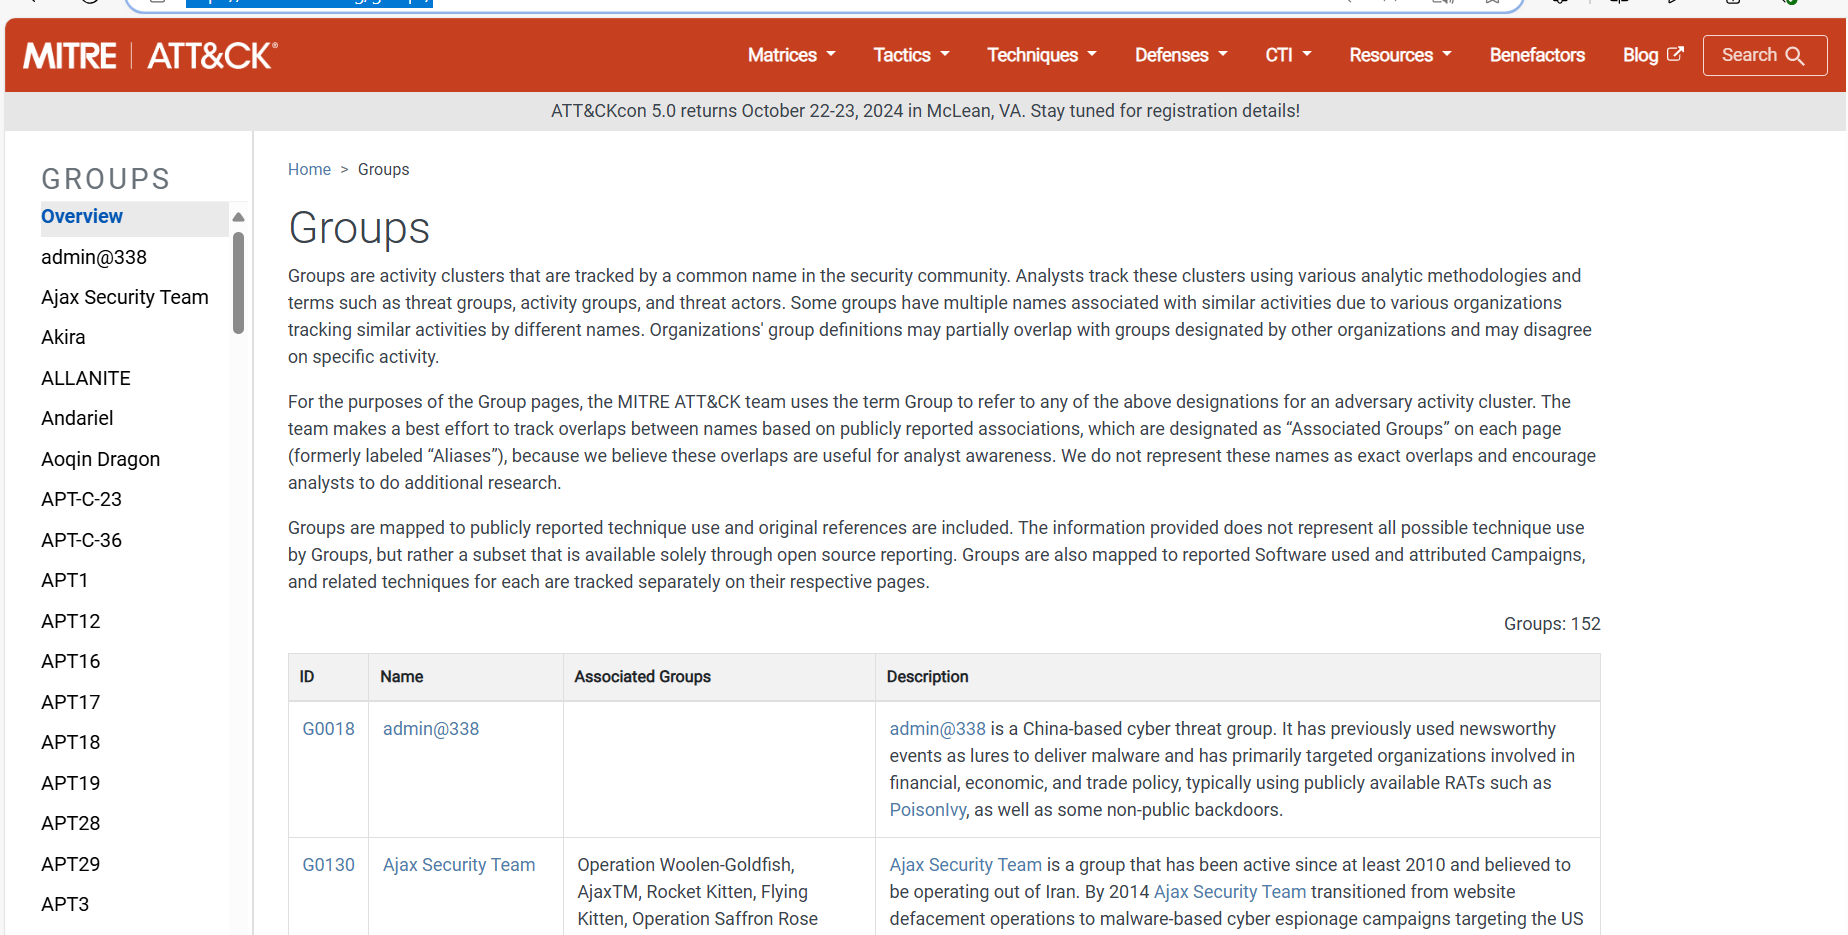 MITRE | ATT&CK®
Matrices Tactics Techniques Defenses CTI Resources Benefactors Blog Search
ATT&CKcon 5.0 returns October 22-23, 2024 in McLean, VA. Stay tuned for registration details!
GROUPS
Overview
admin@338
Ajax Security Team
Akira
ALLANITE
Andariel
Aoqin Dragon
APT-C-23
APT-C-36
APT1
APT12
APT16
APT17
APT18
APT19
APT28
APT29
APT3
Home > Groups
Groups
Groups are activity clusters that are tracked by a common name in the security community. Analysts track these clusters using various analytic methodologies and
terms such as threat groups, activity groups, and threat actors. Some groups have multiple names associated with similar activities due to various organizations
tracking similar activities by different names. Organizations' group definitions may partially overlap with groups designated by other organizations and may disagree
on specific activity.
For the purposes of the Group pages, the MITRE ATT&CK team uses the term Group to refer to any of the above designations for an adversary activity cluster. The
team makes a best effort to track overlaps between names based on publicly reported associations, which are designated as “Associated Groups” on each page
(formerly labeled “Aliases”), because we believe these overlaps are useful for analyst awareness. We do not represent these names as exact overlaps and encourage
analysts to do additional research.
Groups are mapped to publicly reported technique use and original references are included. The information provided does not represent all possible technique use
by Groups, but rather a subset that is available solely through open source reporting. Groups are also mapped to reported Software used and attributed Campaigns,
and related techniques for each are tracked separately on their respective pages.
Groups: 152
ID Name Associated Groups Description
G0018 admin@338 admin@338 is a China-based cyber threat group. It has previously used newsworthy
events as lures to deliver malware and has primarily targeted organizations involved in
financial, economic, and trade policy, typically using publicly available RATs such as
PoisonIvy, as well as some non-public backdoors.
G0130 Ajax Security Team Operation Woolen-Goldfish, Ajax Security Team is a group that has been active since at least 2010 and believed to
AjaxTM, Rocket Kitten, Flying be operating out of Iran. By 2014 Ajax Security Team transitioned from website
Kitten, Operation Saffron Rose defacement operations to malware-based cyber espionage campaigns targeting the US